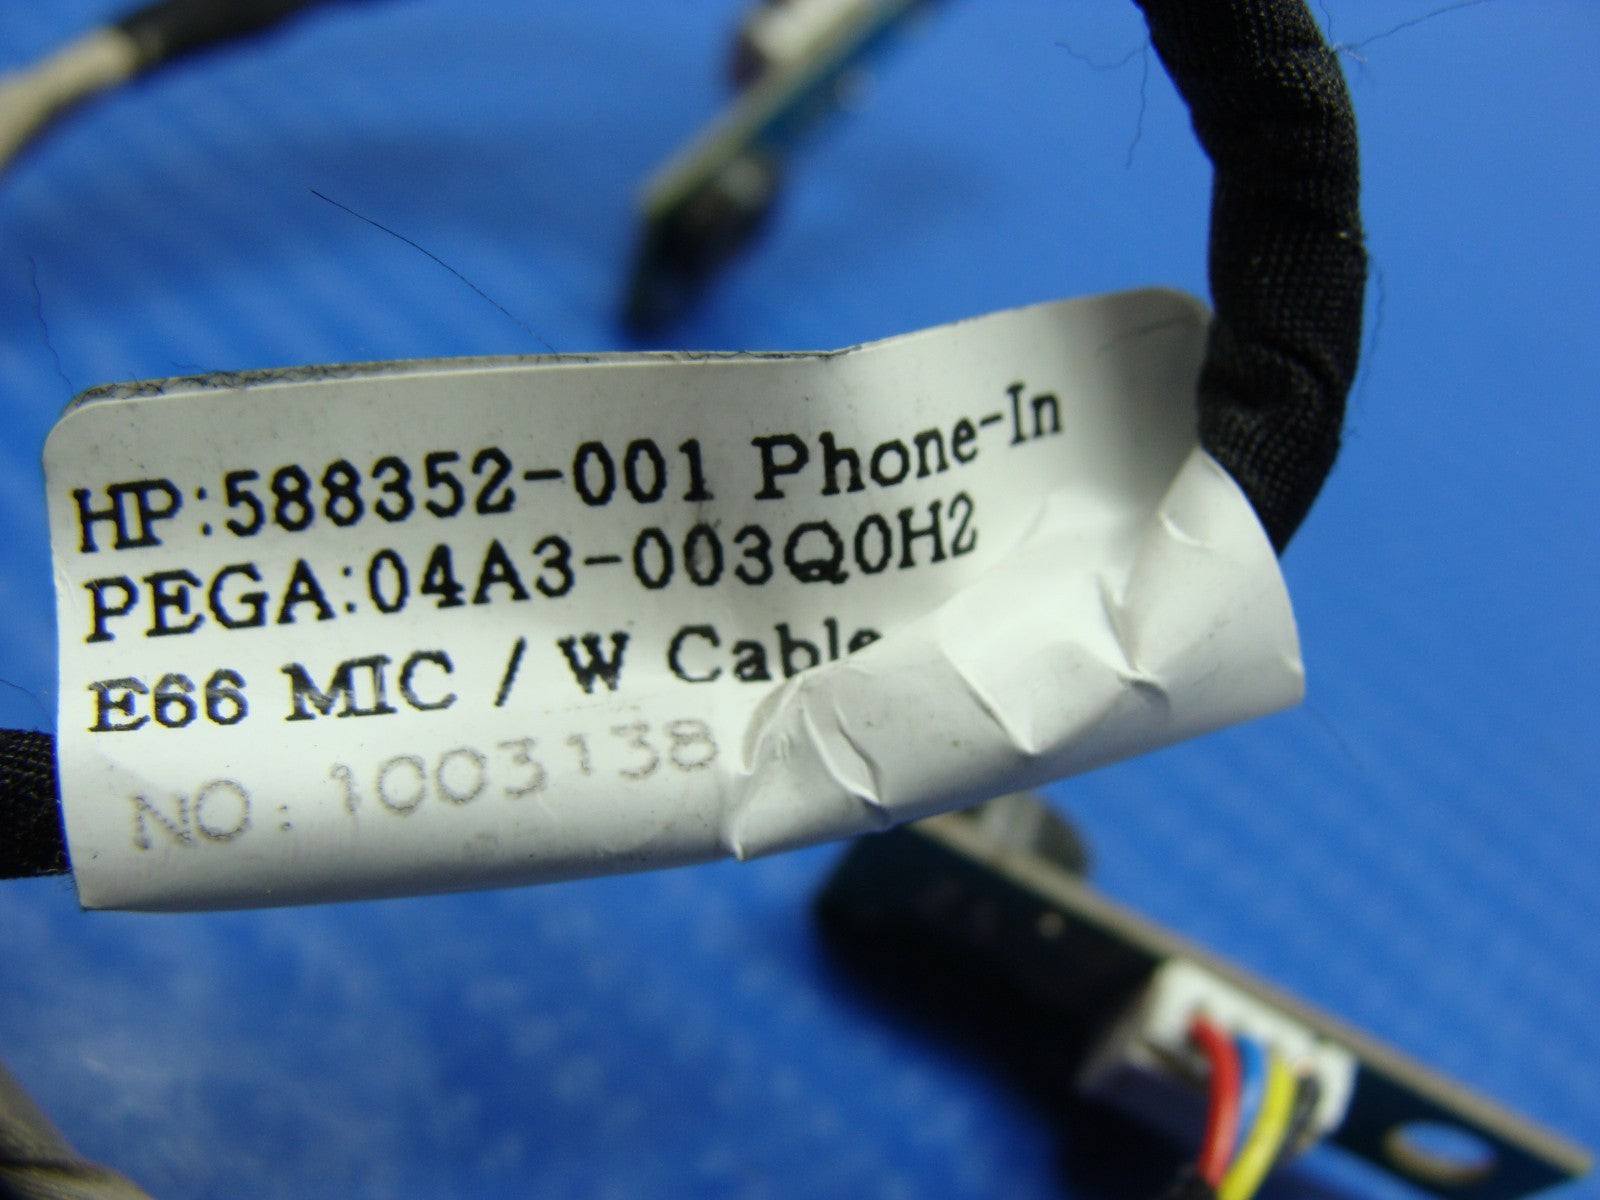 HP:588352-001 Phone-In
PEGA:04A3-003Q0H2
E66 MIC / W Cable
NO: 1003138